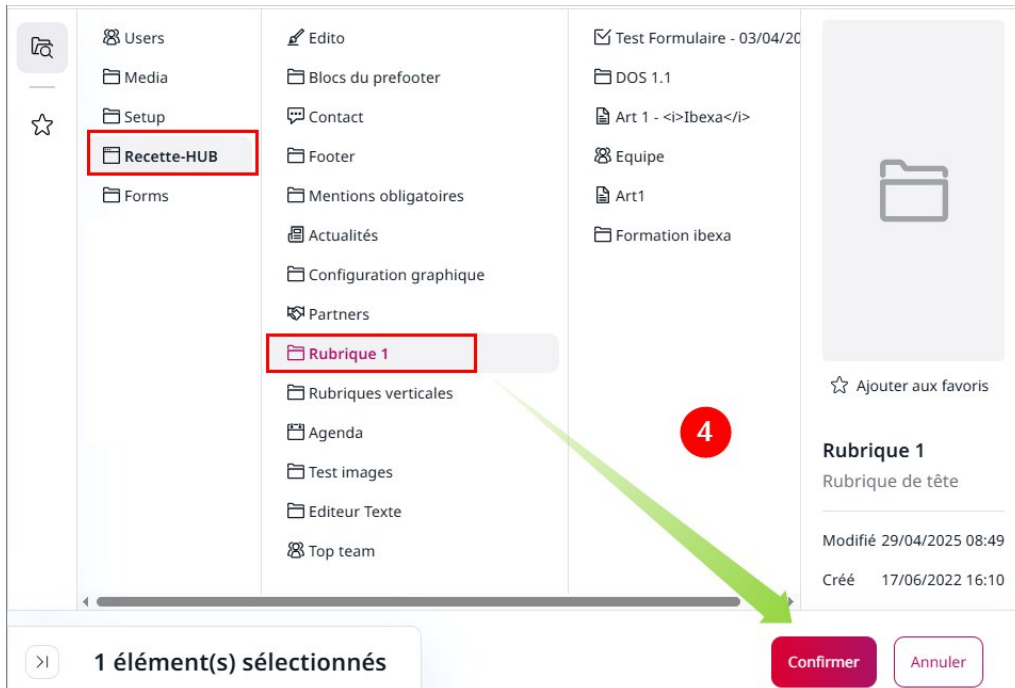 Users
Media
Setup
Recette-HUB
Forms
Edito
Blocs du prefooter
Contact
Footer
Mentions obligatoires
Actualités
Configuration graphique
Partners
Rubrique 1
Rubriques verticales
Agenda
Test images
Editeur Texte
Top team
Test Formulaire - 03/04/20
DOS 1.1
Art 1 - <i>Ibexa</i>
Equipe
Art1
Formation ibexa
4
Ajouter aux favoris
Rubrique 1
Rubrique de tête
Modifié 29/04/2025 08:49
Créé 17/06/2022 16:10
1 élément(s) sélectionnés
Confirmer
Annuler